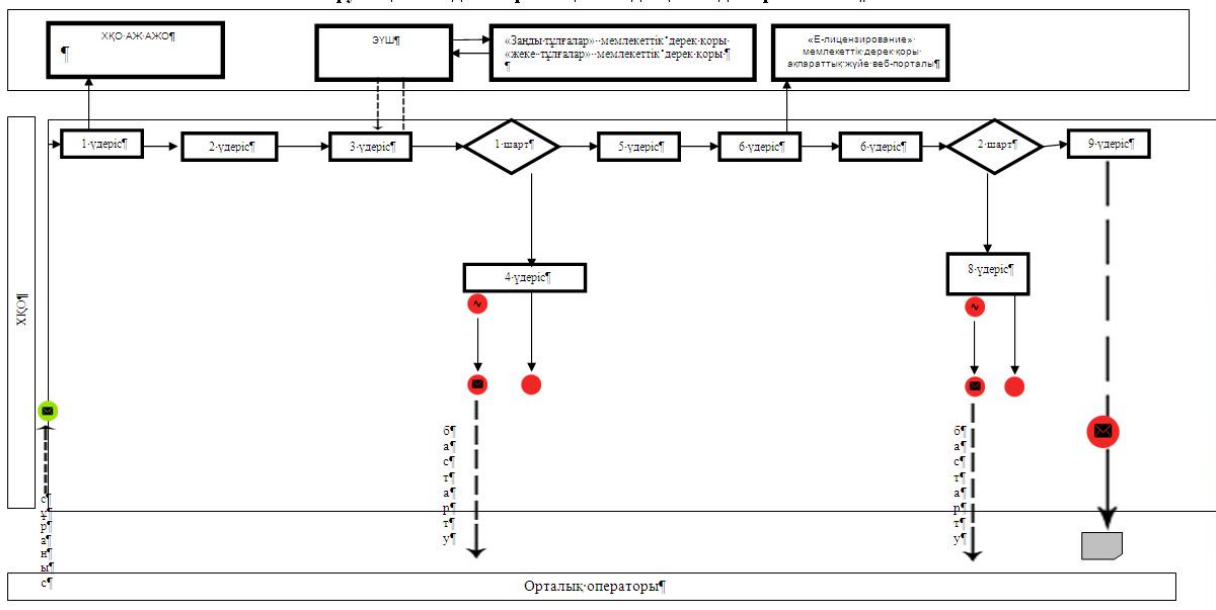 ХҚО АЖ АЖО¶
¶
ЭҮШ¶
«Заңды·тұлғалар»··мемлекеттік°дерек·қоры·
«жеке··тұлғалар»··мемлекеттік°дерек·қоры·¶
¶
«Е-лицензирование»·
мемлекеттік·дерек·қоры·
ақпараттық·жүйе·веб-порталы¶
ХҚО¶
1·үдеріс¶
2·үдеріс¶
3·үдеріс¶
1·шарт¶
5·үдеріс¶
6·үдеріс¶
6·үдеріс¶
2·шарт¶
9·үдеріс¶
4·үдеріс¶
8·үдеріс¶
б¶
а¶
с¶
т¶
а¶
р¶
т¶
у¶
б¶
а¶
с¶
т¶
а¶
р¶
т¶
у¶
с¶
ұ¶
р¶
а¶
н¶
ы¶
с¶
Орталық·операторы¶